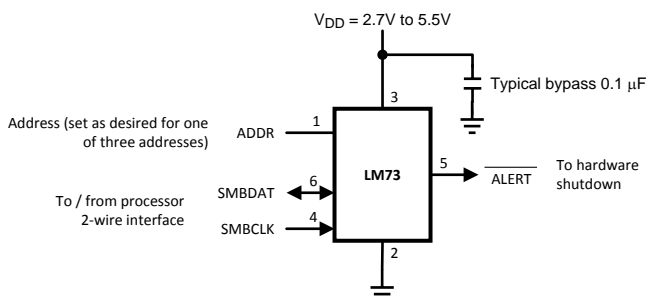 VDD = 2.7V to 5.5V
Typical bypass 0.1 μF
3
Address (set as desired for one
of three addresses)
ADDR
1
LM73
5
ALERT
To hardware
shutdown
To / from processor
2-wire interface
SMBDAT
6
SMBCLK
4
2